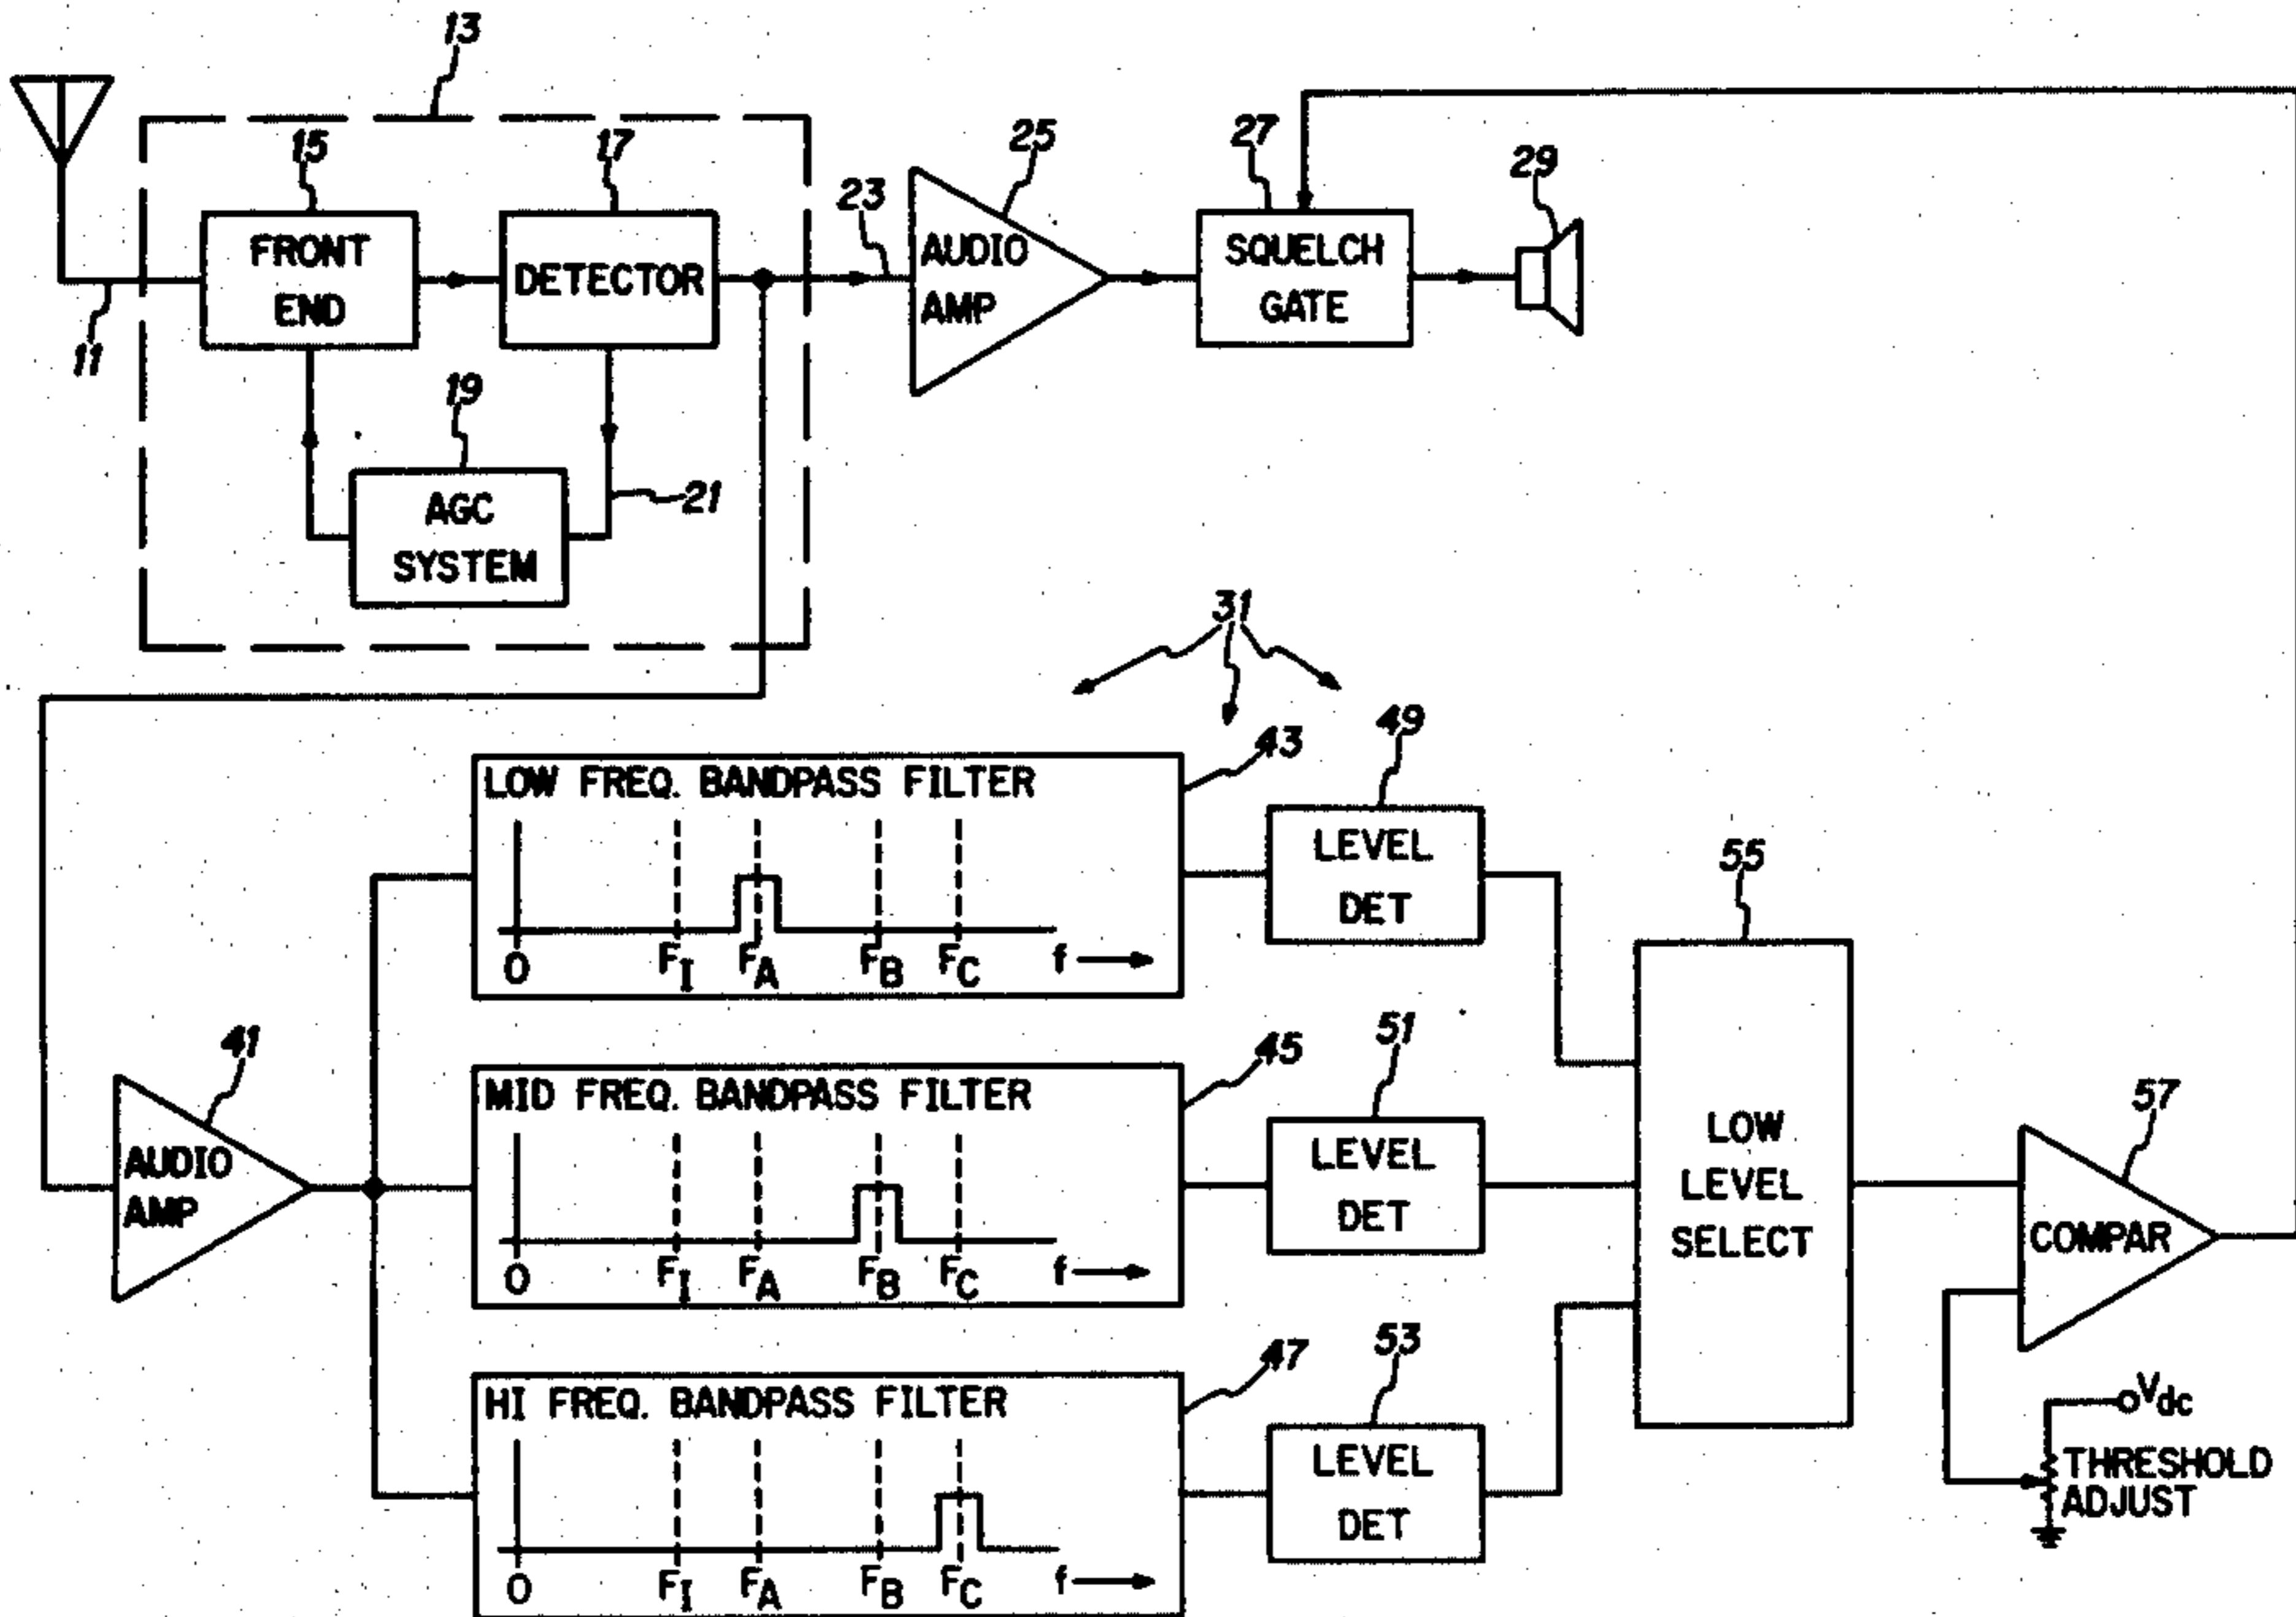 13
15
17
25
27
29
23
FRONT
END
DETECTOR
AUDIO
AMP
SQUELCH
GATE
11
19
AGC
SYSTEM
21
31
43
49
LOW FREQ. BANDPASS FILTER
LEVEL
DET
55
O
FI
FA
FB
FC
f
41
45
51
MID FREQ. BANDPASS FILTER
LEVEL
DET
57
AUDIO
AMP
LOW
LEVEL
SELECT
COMPAR
O
FI
FA
FB
FC
f
47
53
HI FREQ. BANDPASS FILTER
LEVEL
DET
Vdc
THRESHOLD
ADJUST
O
FI
FA
FB
FC
f